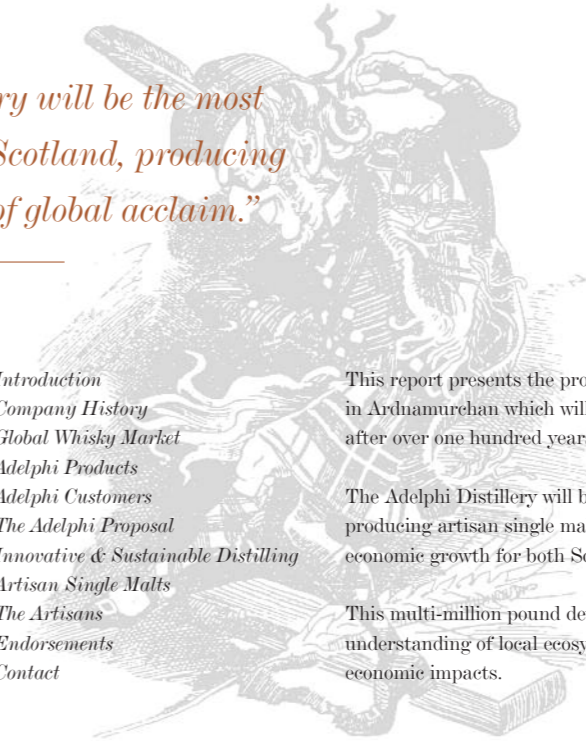 ry will be the most
Scotland, producing
of global acclaim.”
Introduction
Company History
Global Whisky Market
Adelphi Products
Adelphi Customers
The Adelphi Proposal
Innovative & Sustainable Distilling
Artisan Single Malts
The Artisans
Endorsements
Contact
This report presents the pro
in Ardnamurchan which will
after over one hundred years
The Adelphi Distillery will b
producing artisan single ma
economic growth for both Sc
This multi-million pound de
understanding of local ecosy
economic impacts.